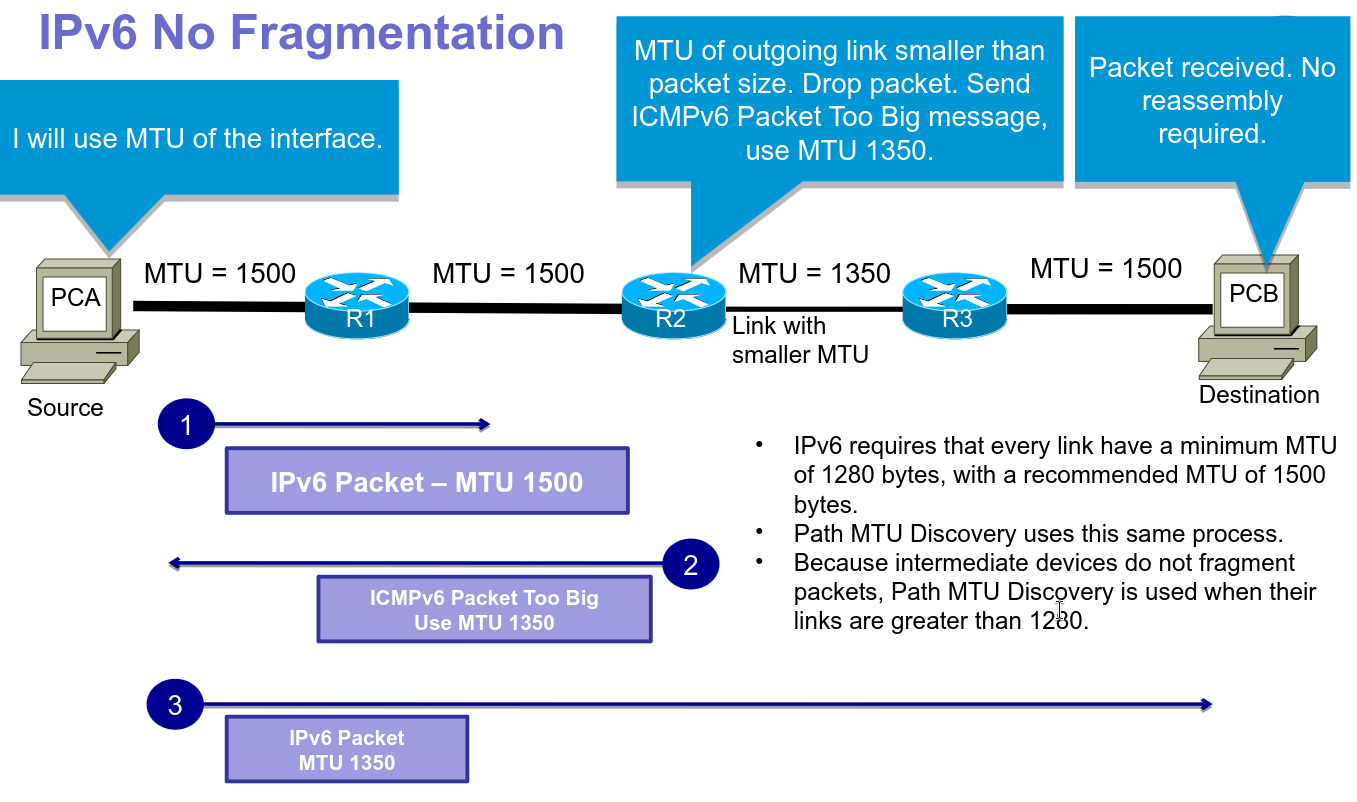 IPv6 No Fragmentation
I will use MTU of the interface.
MTU of outgoing link smaller than
packet size. Drop packet. Send
ICMPv6 Packet Too Big message,
use MTU 1350.
Packet received. No
reassembly
required.
MTU = 1500
MTU = 1500
MTU = 1350
MTU = 1500
PCA
R1
R2
R3
PCB
Link with
smaller MTU
Source
Destination
1
IPv6 Packet – MTU 1500
2
ICMPv6 Packet Too Big
Use MTU 1350
3
IPv6 Packet
MTU 1350
• IPv6 requires that every link have a minimum MTU
of 1280 bytes, with a recommended MTU of 1500
bytes.
• Path MTU Discovery uses this same process.
• Because intermediate devices do not fragment
packets, Path MTU Discovery is used when their
links are greater than 1280.